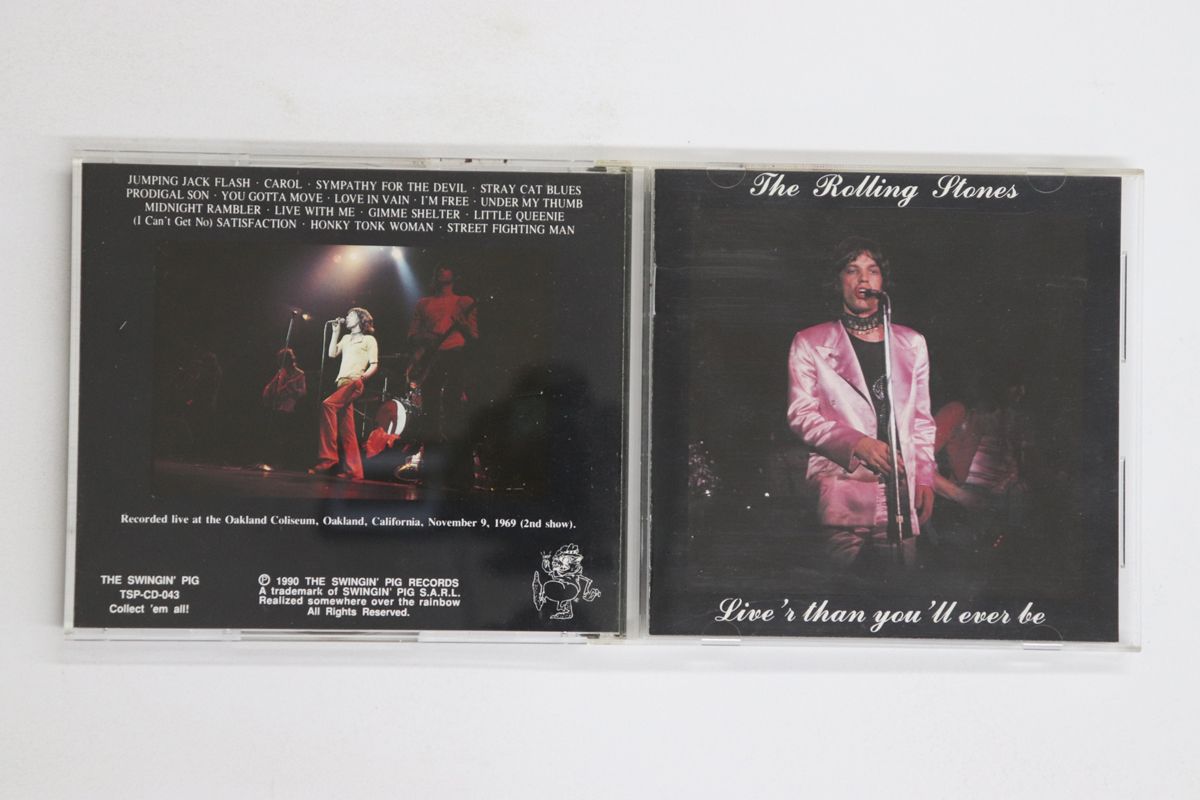 JUMPING JACK FLASH · CAROL · SYMPATHY FOR THE DEVIL · STRAY CAT BLUES
PRODIGAL SON · YOU GOTTA MOVE · LOVE IN VAIN · I'M FREE · UNDER MY THUMB
MIDNIGHT RAMBLER · LIVE WITH ME · GIMME SHELTER · LITTLE QUEENIE
(I Can't Get No) SATISFACTION · HONKY TONK WOMAN · STREET FIGHTING MAN
Recorded live at the Oakland Coliseum, Oakland, California, November 9, 1969 (2nd show).
THE SWINGIN' PIG
TSP-CD-043
Collect 'em all!
℗ 1990 THE SWINGIN' PIG RECORDS
A trademark of SWINGIN' PIG S.A.R.L.
Realized somewhere over the rainbow
All Rights Reserved.
The Rolling Stones
Live'r than you'll ever be